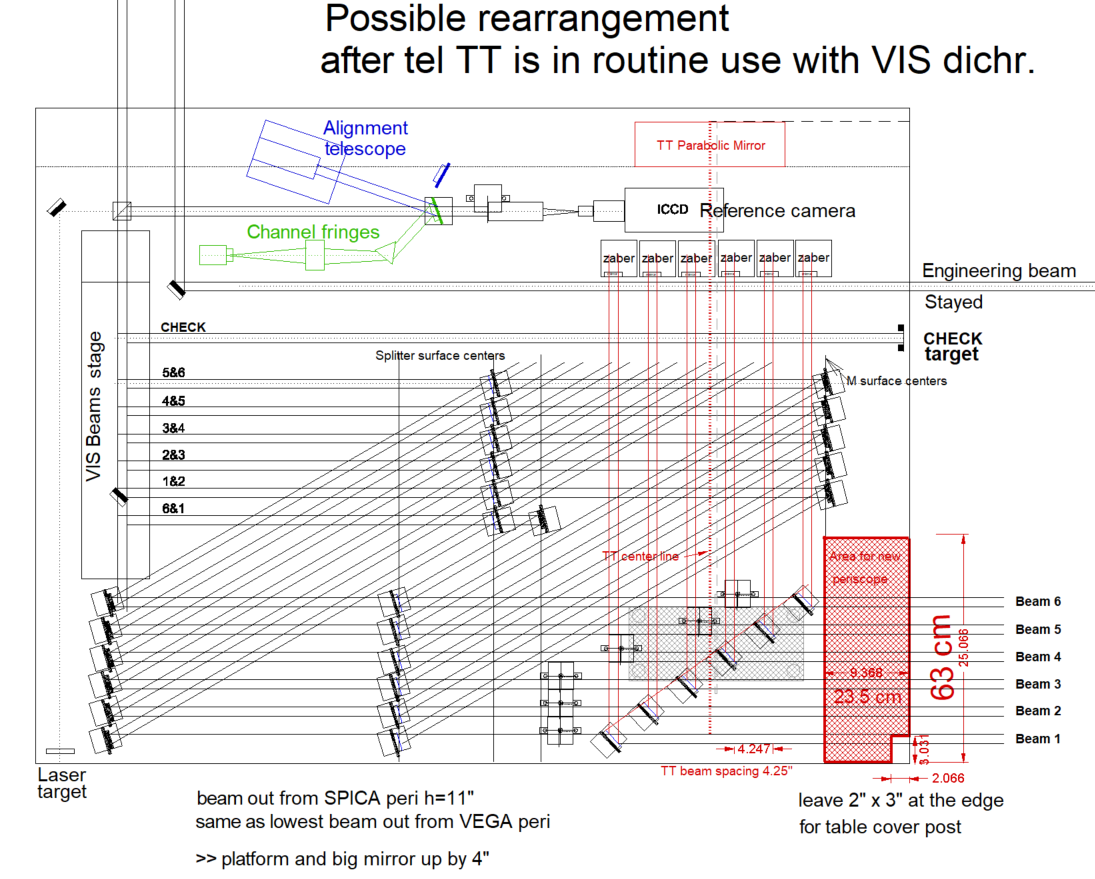 Possible rearrangement
after tel TT is in routine use with VIS dichr.
Alignment
telescope
TT Parabolic Mirror
ICCD
Reference camera
Channel fringes
zaber zaber zaber zaber zaber zaber
Engineering beam
Stayed
CHECK
CHECK
target
VIS Beams stage
Splitter surface centers
M surface centers
5&6
4&5
3&4
2&3
1&2
6&1
TT center line
Area for new
periscope
Beam 6
Beam 5
Beam 4
Beam 3
Beam 2
Beam 1
9.368
23.5 cm
63 cm
25.066
4.247
TT beam spacing 4.25"
3.031
2.066
Laser
target
beam out from SPICA peri h=11"
same as lowest beam out from VEGA peri
>> platform and big mirror up by 4"
leave 2" x 3" at the edge
for table cover post